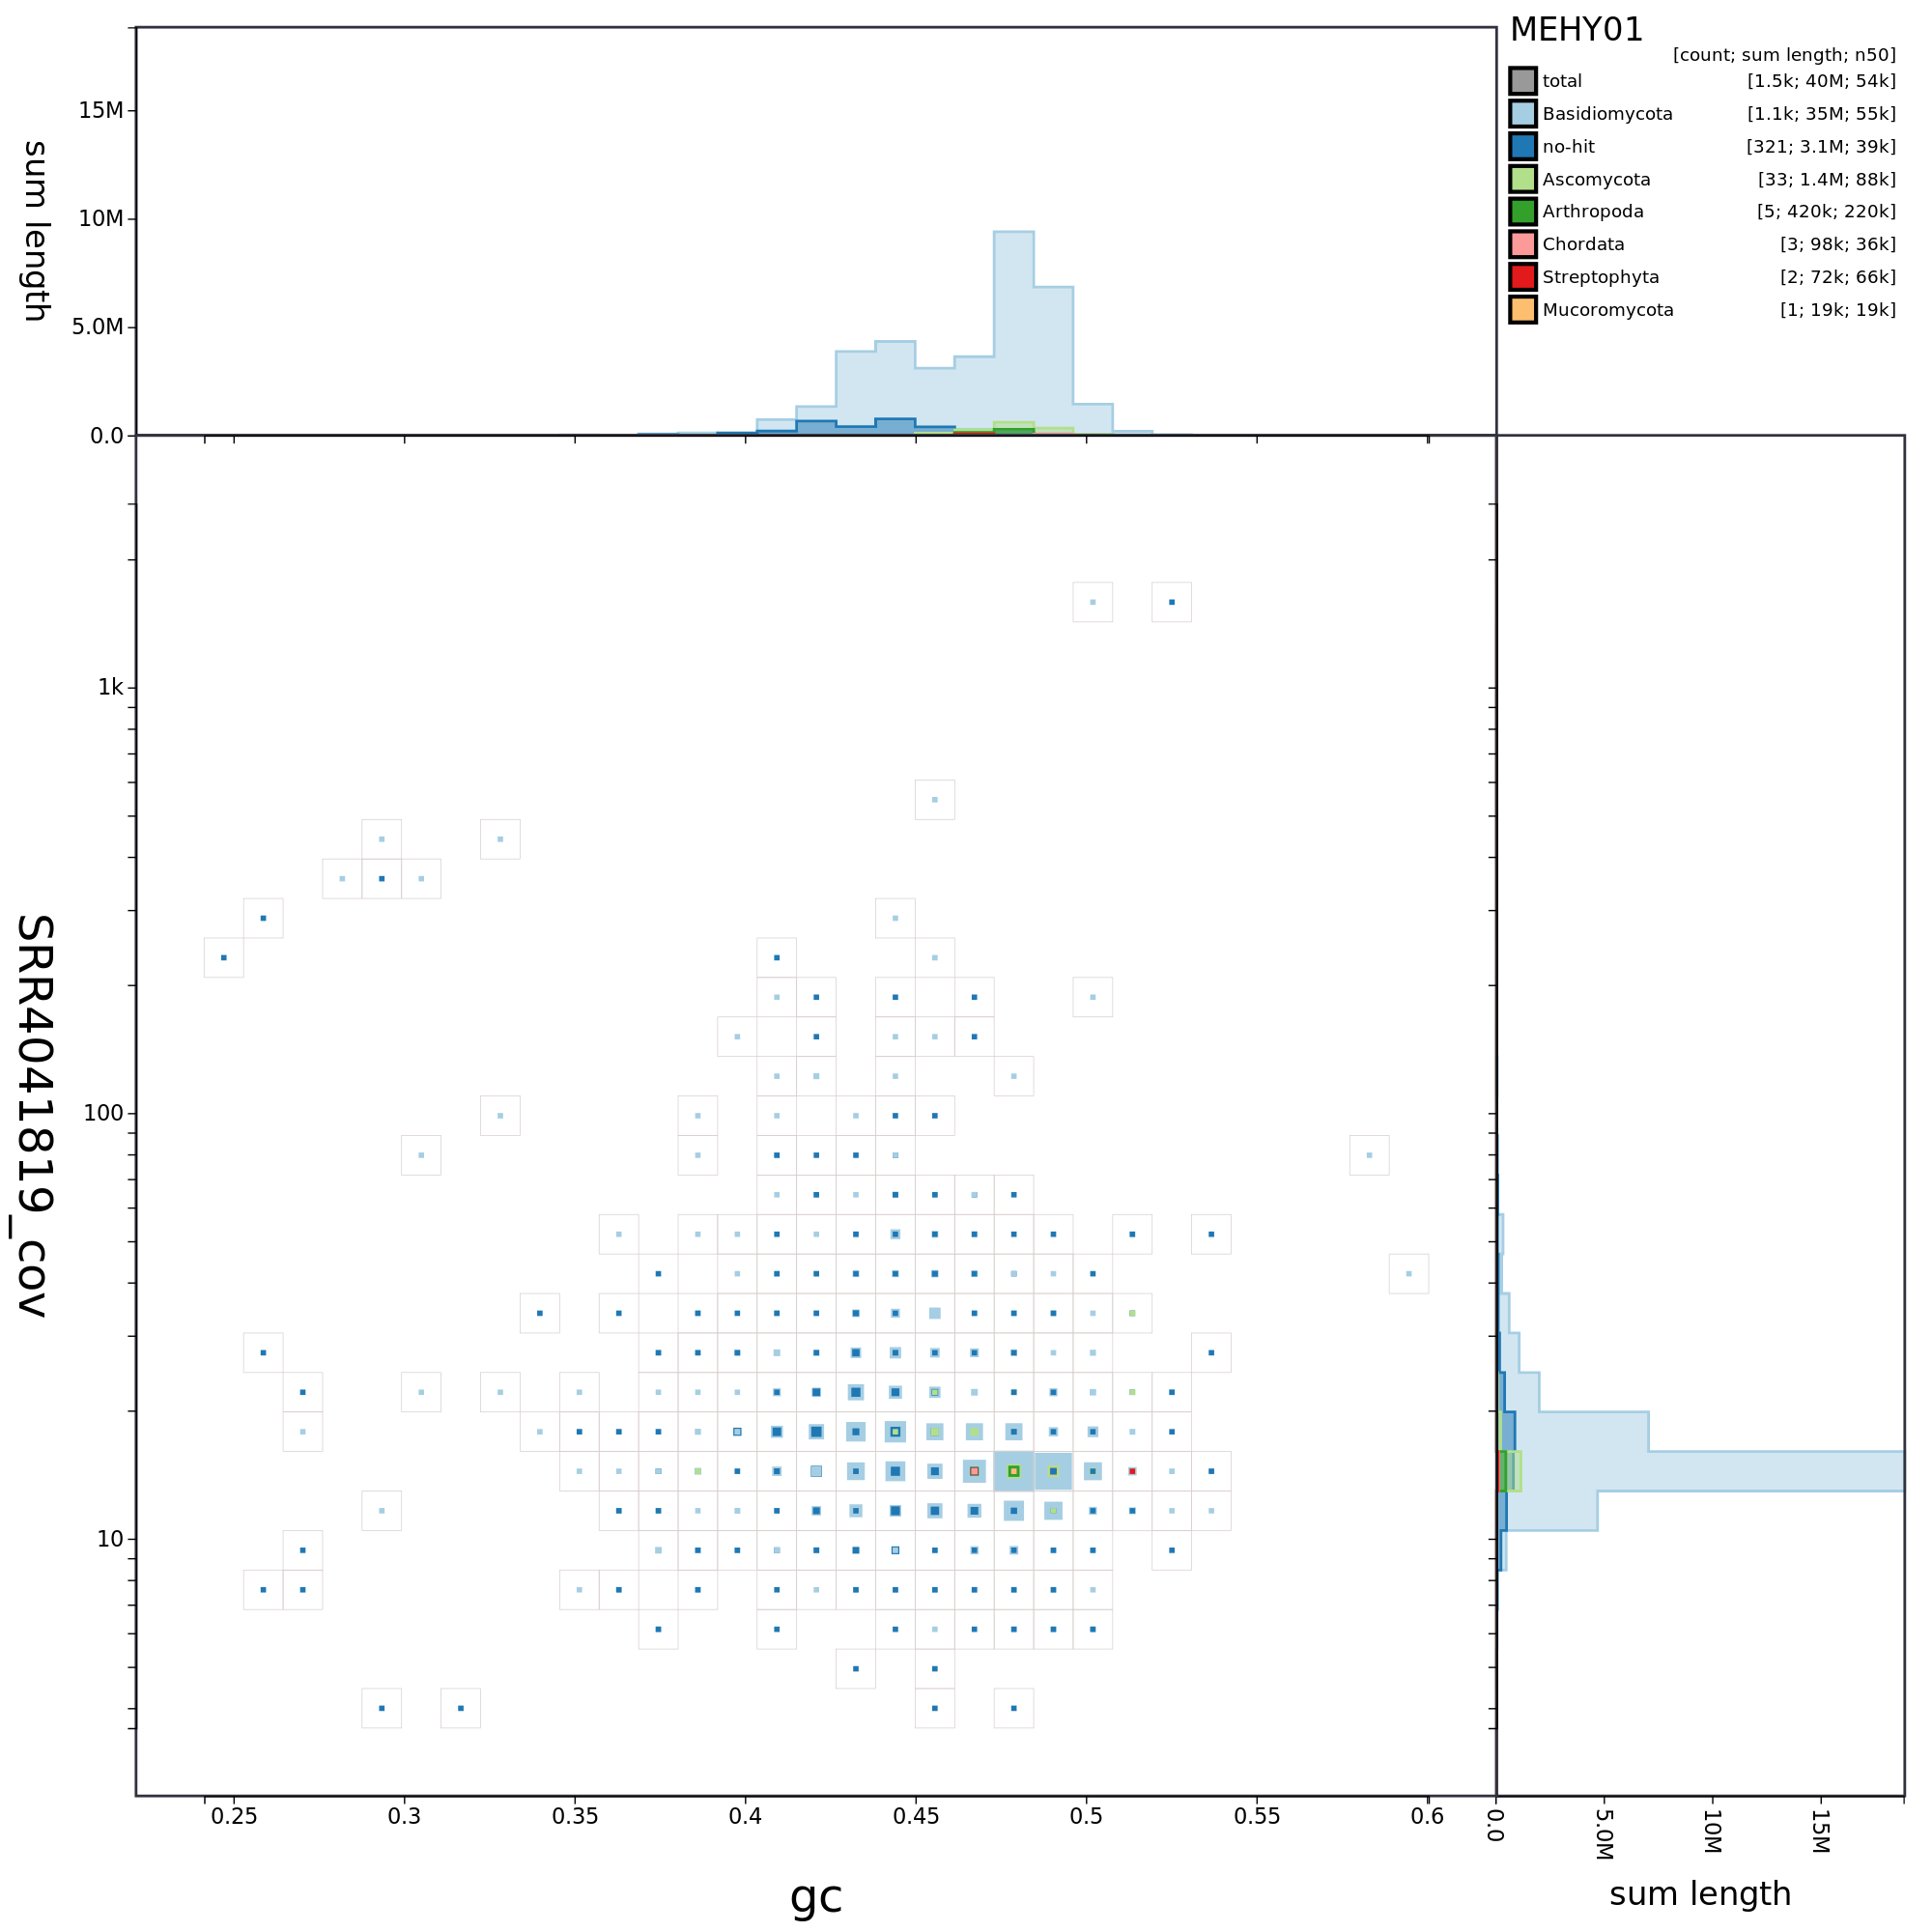 MEHY01
[count; sum length; n50]
total [1.5k; 40M; 54k]
Basidiomycota [1.1k; 35M; 55k]
no-hit [321; 3.1M; 39k]
Ascomycota [33; 1.4M; 88k]
Arthropoda [5; 420k; 220k]
Chordata [3; 98k; 36k]
Streptophyta [2; 72k; 66k]
Mucoromycota [1; 19k; 19k]
sum length
15M
10M
5.0M
0.0
SRR4041819_cov
1k
100
10
0.25 0.3 0.35 0.4 0.45 0.5 0.55 0.6
gc
0.0 5.0M 10M 15M
sum length